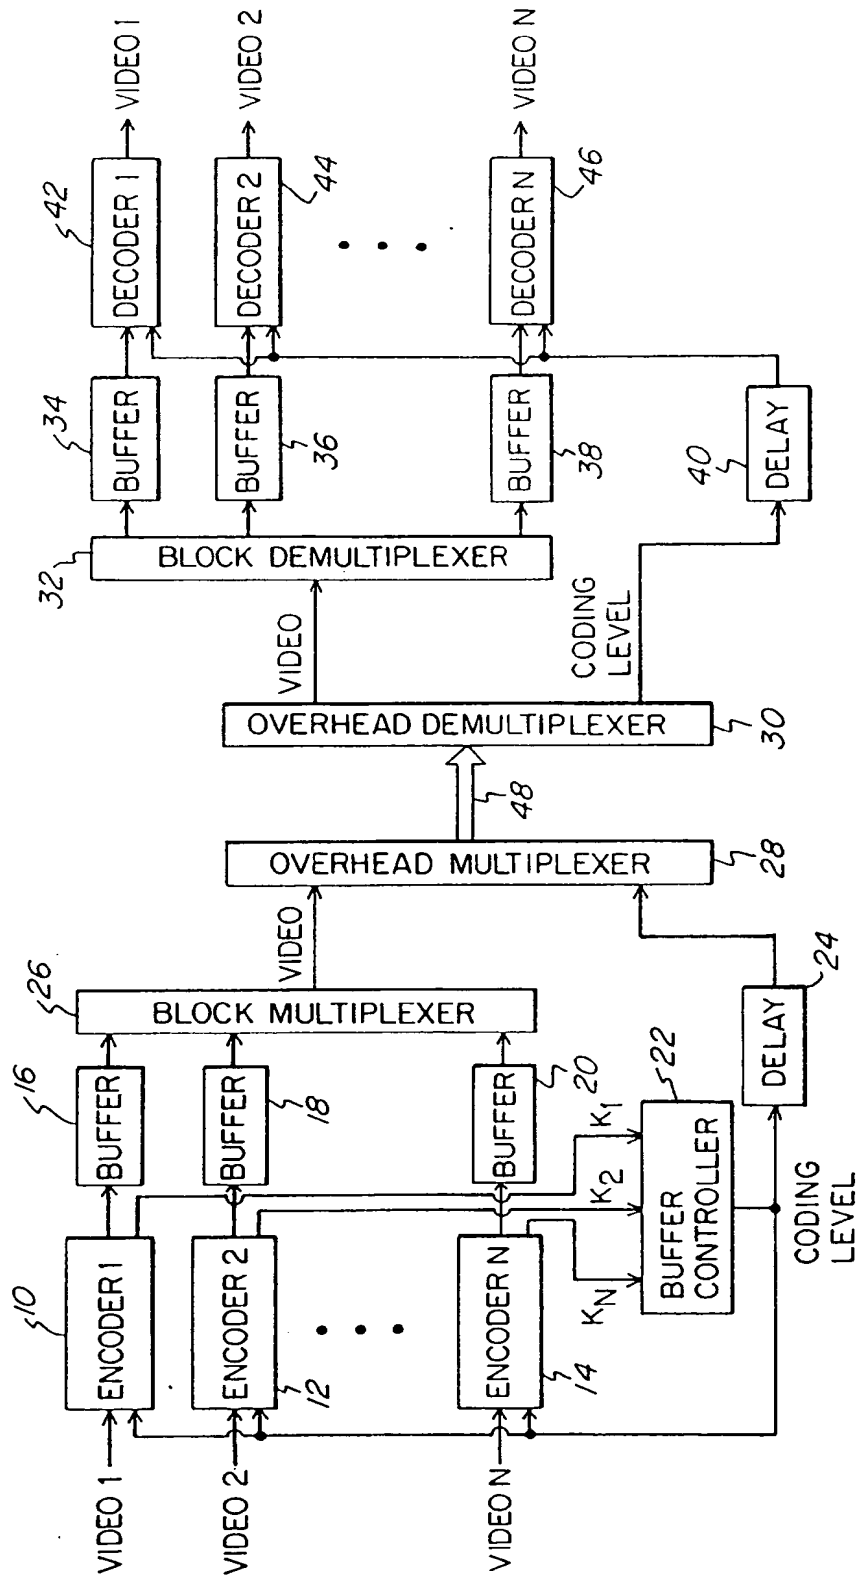 VIDEO 1
10
ENCODER 1
16
BUFFER
26
VIDEO 2
ENCODER 2
12
BUFFER
18
VIDEO N
ENCODER N
14
BUFFER
20
BLOCK MULTIPLEXER
K1
K2
KN
22
BUFFER
CONTROLLER
CODING
LEVEL
DELAY
24
VIDEO
OVERHEAD MULTIPLEXER
28
48
OVERHEAD DEMULTIPLEXER
30
VIDEO
CODING
LEVEL
32
BLOCK DEMULTIPLEXER
34
BUFFER
42
DECODER 1
VIDEO 1
BUFFER
36
DECODER 2
44
VIDEO 2
BUFFER
38
DECODER N
46
VIDEO N
40
DELAY